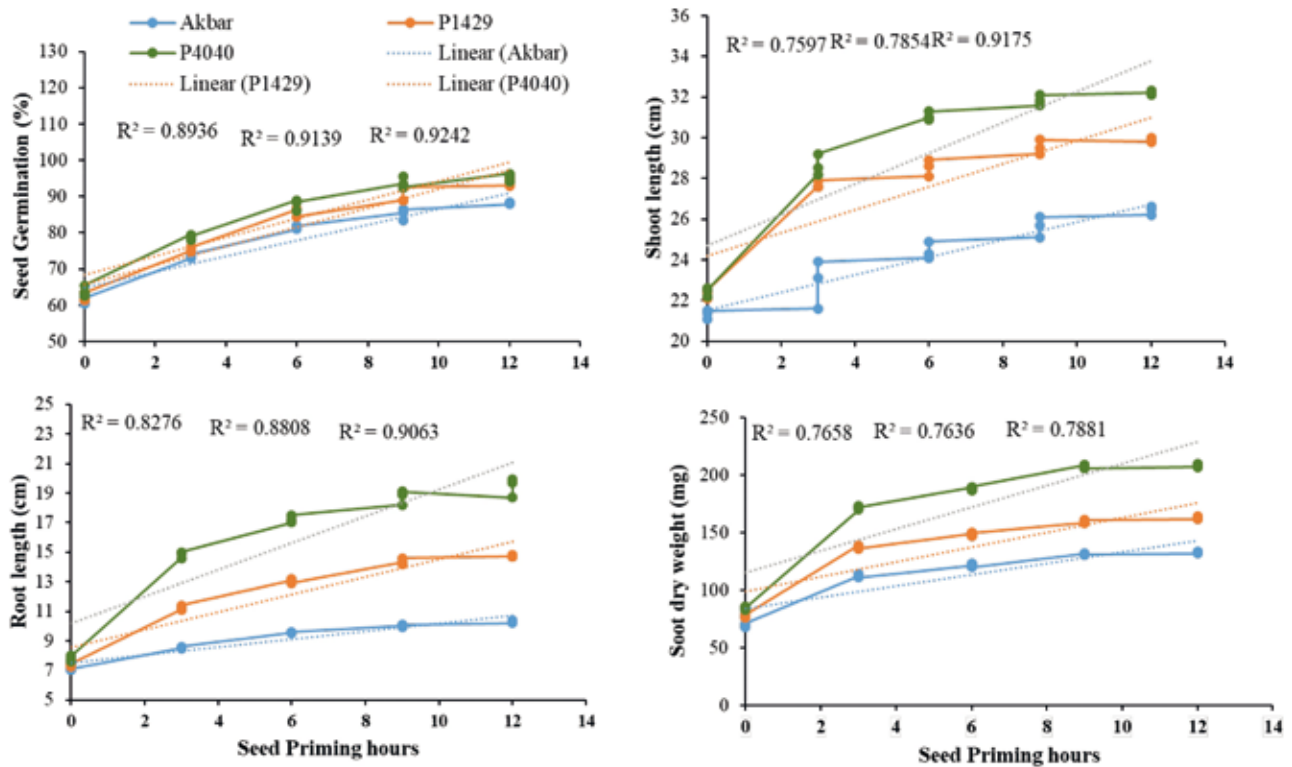 Akbar P1429
P4040 Linear (Akbar)
Linear (P1429) Linear (P4040)
Seed Germination (%)
130
120
110
100
90
80
70
60
50
R² = 0.8936 R² = 0.9139 R² = 0.9242
0 2 4 6 8 10 12 14
Shoot length (cm)
36
34
32
30
28
26
24
22
20
R² = 0.7597 R² = 0.7854 R² = 0.9175
0 2 4 6 8 10 12 14
Root length (cm)
25
23
21
19
17
15
13
11
9
7
5
R² = 0.8276 R² = 0.8808 R² = 0.9063
0 2 4 6 8 10 12 14
Seed Priming hours
Soot dry weight (mg)
250
200
150
100
50
0
R² = 0.7658 R² = 0.7636 R² = 0.7881
0 2 4 6 8 10 12 14
Seed Priming hours